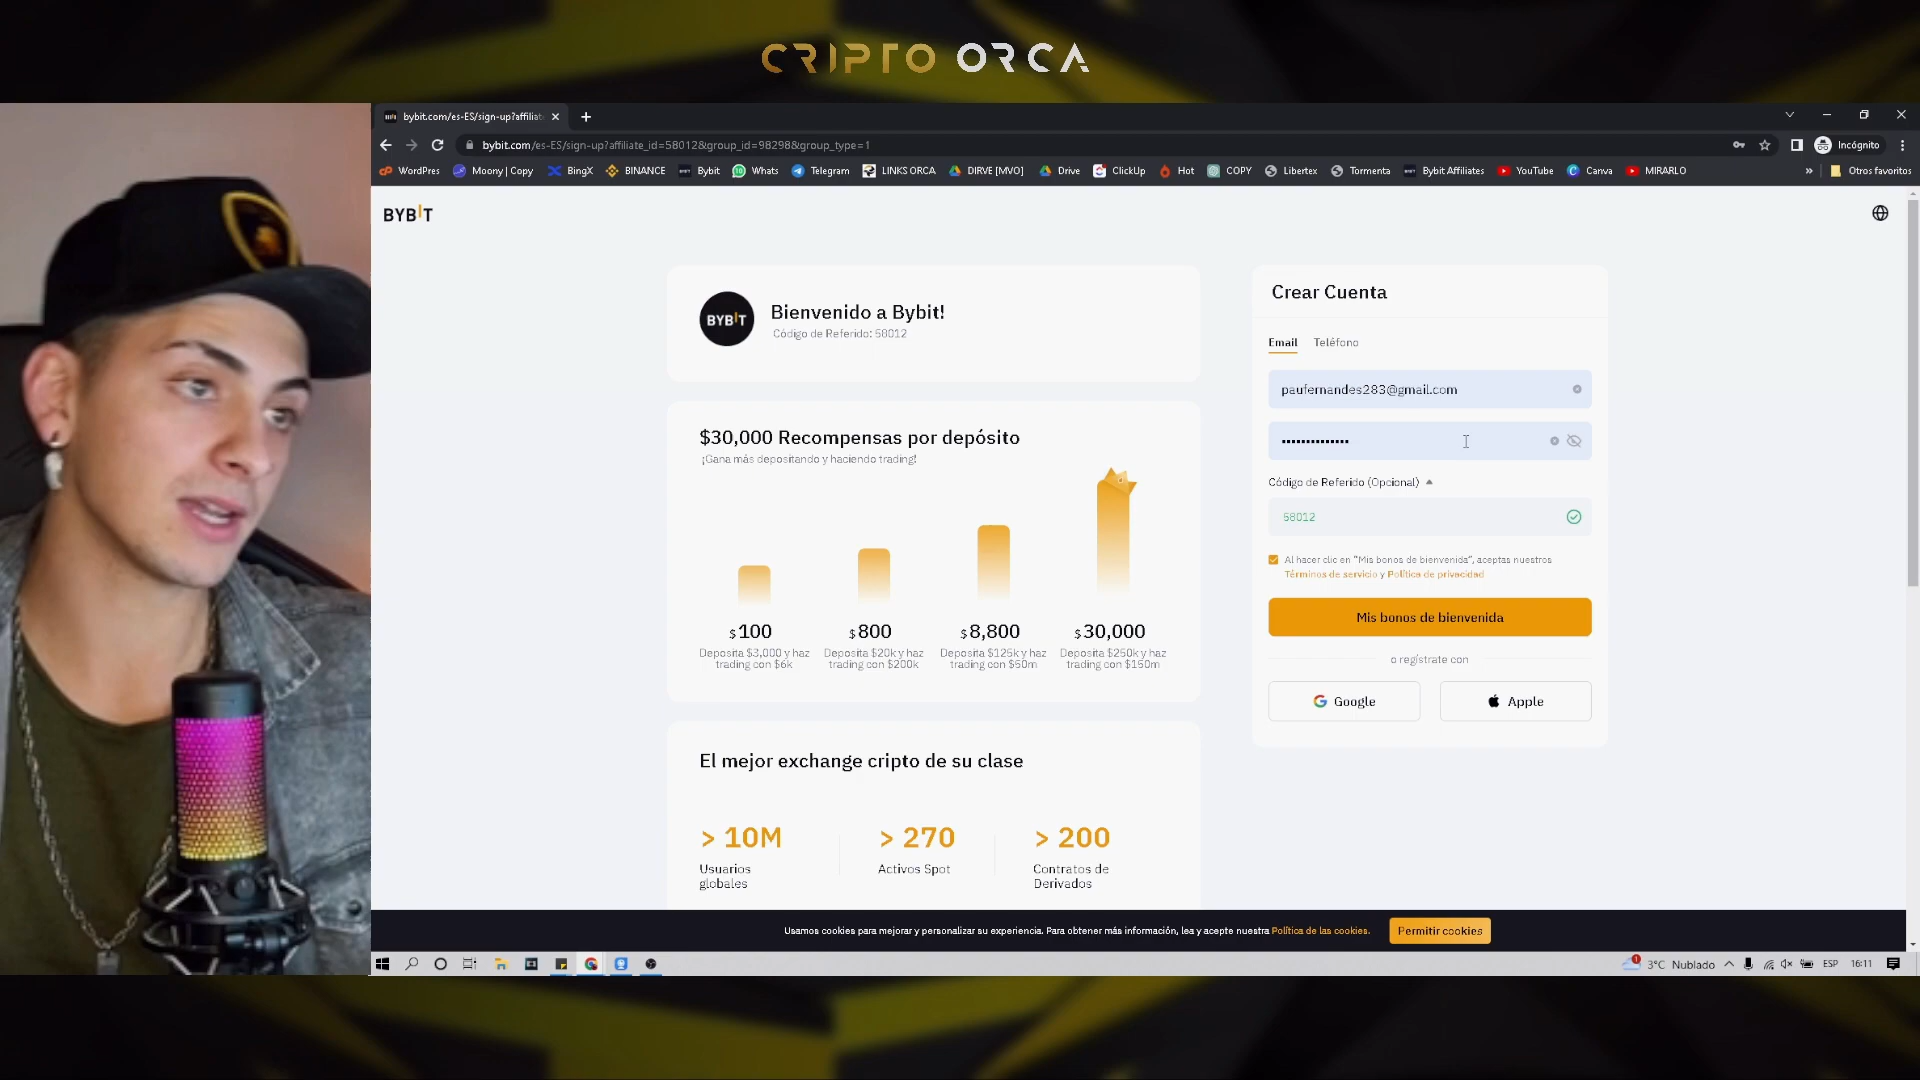 CRIPTO ORCA
bybit.com/es-ES/sign-up?affiliat
bybit.com/es-ES/sign-up?affiliate_id=58012&group_id=98298&group_type=1
Incógnito
WordPres
Moony | Copy
BingX
BINANCE
Bybit
Whats
Telegram
LINKS ORCA
DIRVE [MVO]
Drive
ClickUp
Hot
COPY
Libertex
Tormenta
Bybit Affiliates
YouTube
Canva
MIRARLO
»
Otros favoritos
BYBIT
BYBIT
Bienvenido a Bybit!
Código de Referido: 58012
$30,000 Recompensas por depósito
¡Gana más depositando y haciendo trading!
$100
Deposita $3,000 y haz
trading con $6k
$800
Deposita $20k y haz
trading con $200k
$8,800
Deposita $125k y haz
trading con $50m
$30,000
Deposita $250k y haz
trading con $150m
El mejor exchange cripto de su clase
> 10M
Usuarios
globales
> 270
Activos Spot
> 200
Contratos de
Derivados
Crear Cuenta
Email
Teléfono
paufernandes283@gmail.com
••••••••••••••
Código de Referido (Opcional)
58012
Al hacer clic en "Mis bonos de bienvenida", aceptas nuestros
Términos de servicio y Política de privacidad
Mis bonos de bienvenida
o regístrate con
Google
Apple
Usamos cookies para mejorar y personalizar su experiencia. Para obtener más información, lea y acepte nuestra Política de las cookies.
Permitir cookies
1
3°C Nublado
ESP
16:11